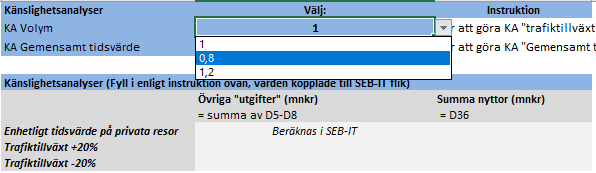 Känslighetsanalyser Välj: Instruktion
KA Volym 1 att göra KA "trafiktillväxt
KA Gemensamt tidsvärde att göra KA "Gemensamt t
1
0,8
1,2
Känslighetsanalyser (Fyll i enligt instruktion ovan, värden kopplade till SEB-IT flik)
Övriga "utgifter" (mnkr) Summa nyttor (mnkr)
= summa av D5-D8 = D36
Enhetligt tidsvärde på privata resor Beräknas i SEB-IT
Trafiktillväxt +20%
Trafiktillväxt -20%